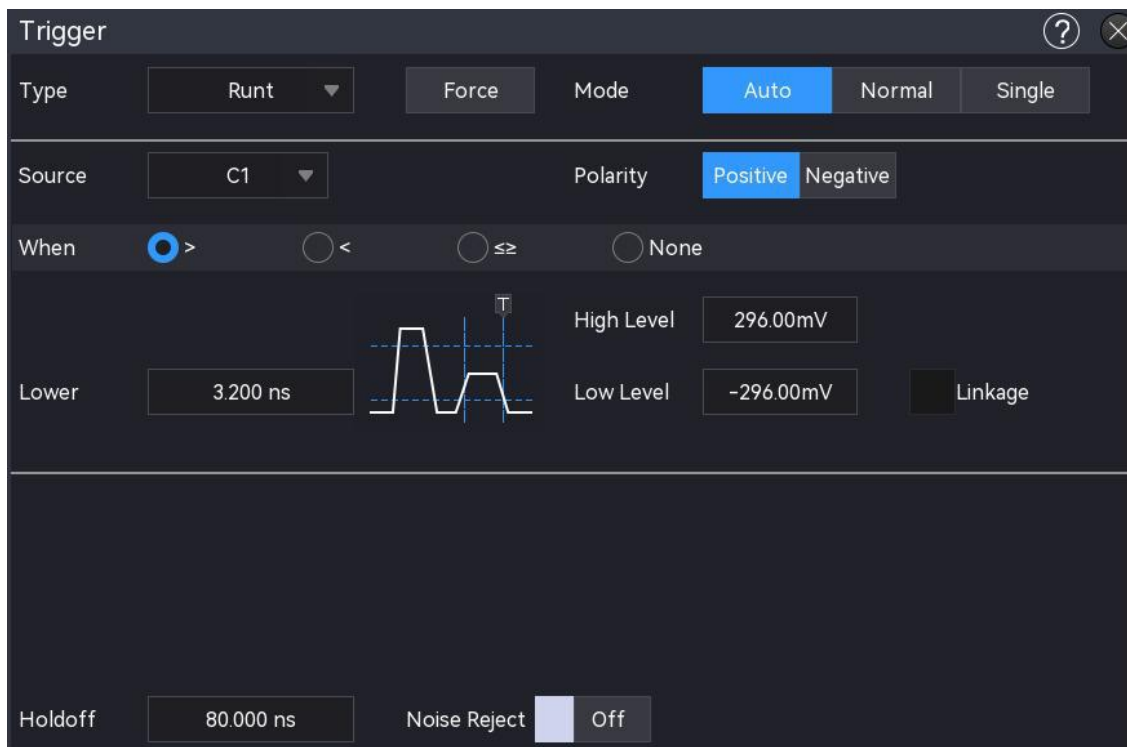 Trigger ?
Type Runt Force Mode Auto Normal Single
Source C1 Polarity Positive Negative
When > < ≤≥ None
T
High Level 296.00mV
Lower 3.200 ns Low Level -296.00mV Linkage
Holdoff 80.000 ns Noise Reject Off